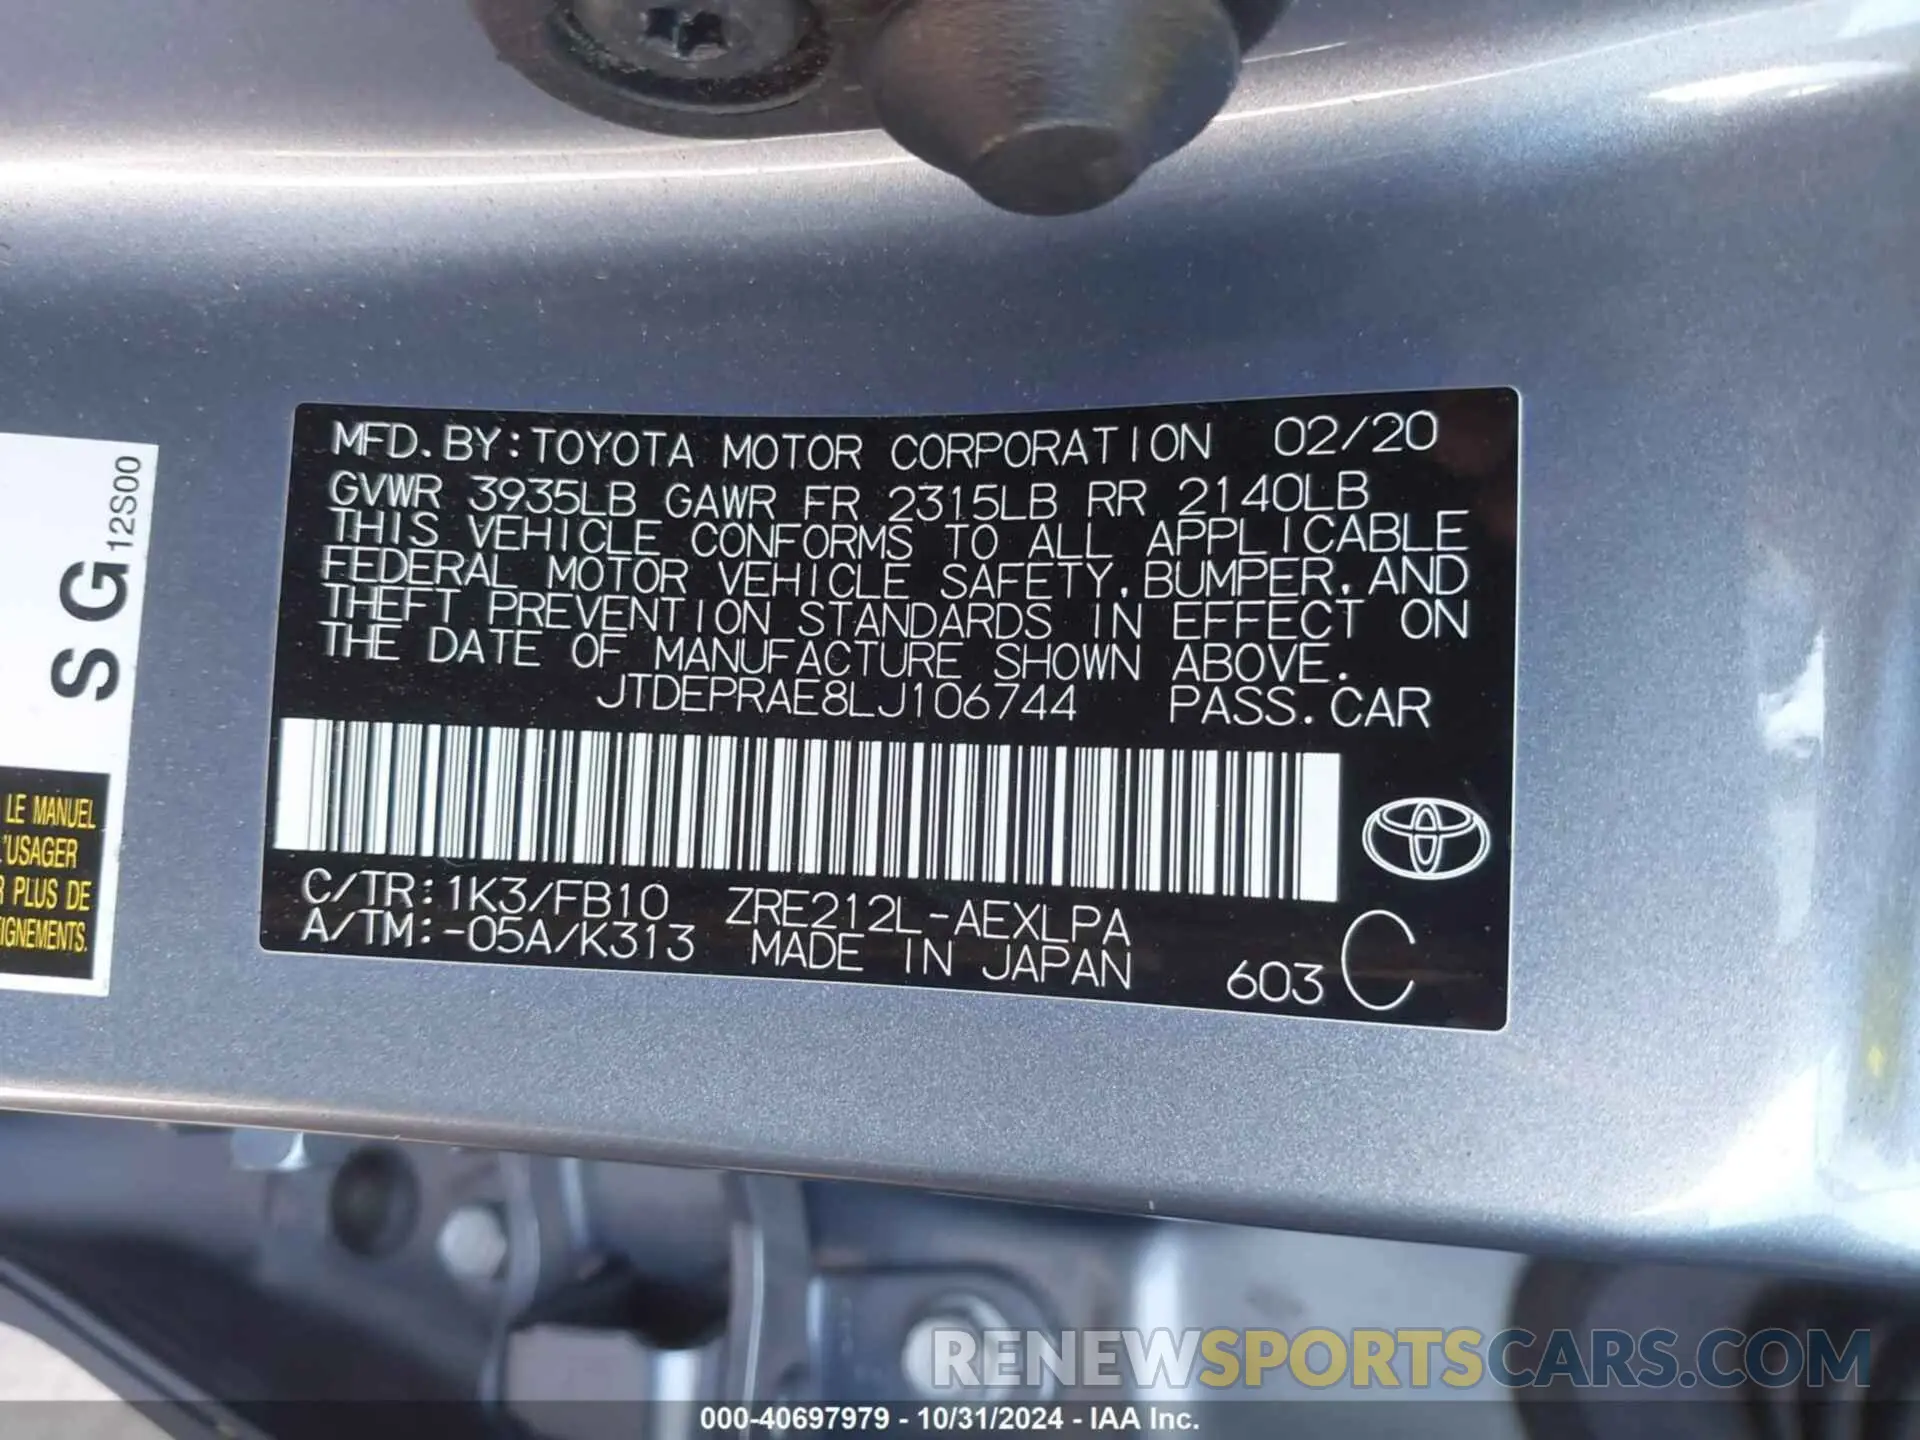 MFD. BY: TOYOTA MOTOR CORPORATION 02/20
GVWR 3935LB GAWR FR 2315LB RR 2140LB
THIS VEHICLE CONFORMS TO ALL APPLICABLE
FEDERAL MOTOR VEHICLE SAFETY, BUMPER, AND
THEFT PREVENTION STANDARDS IN EFFECT ON
THE DATE OF MANUFACTURE SHOWN ABOVE.
JTDEPRAE8LJ106744 PASS. CAR
C/TR: 1K3/FB10 ZRE212L-AEXLPA
A/TM: -05A/K313 MADE IN JAPAN 603 C
SG 12S00
LE MANUEL
L'USAGER
R PLUS DE
IGNEMENTS.
RENEWSPORTSCARS.COM
000-40697979 - 10/31/2024 - IAA Inc.